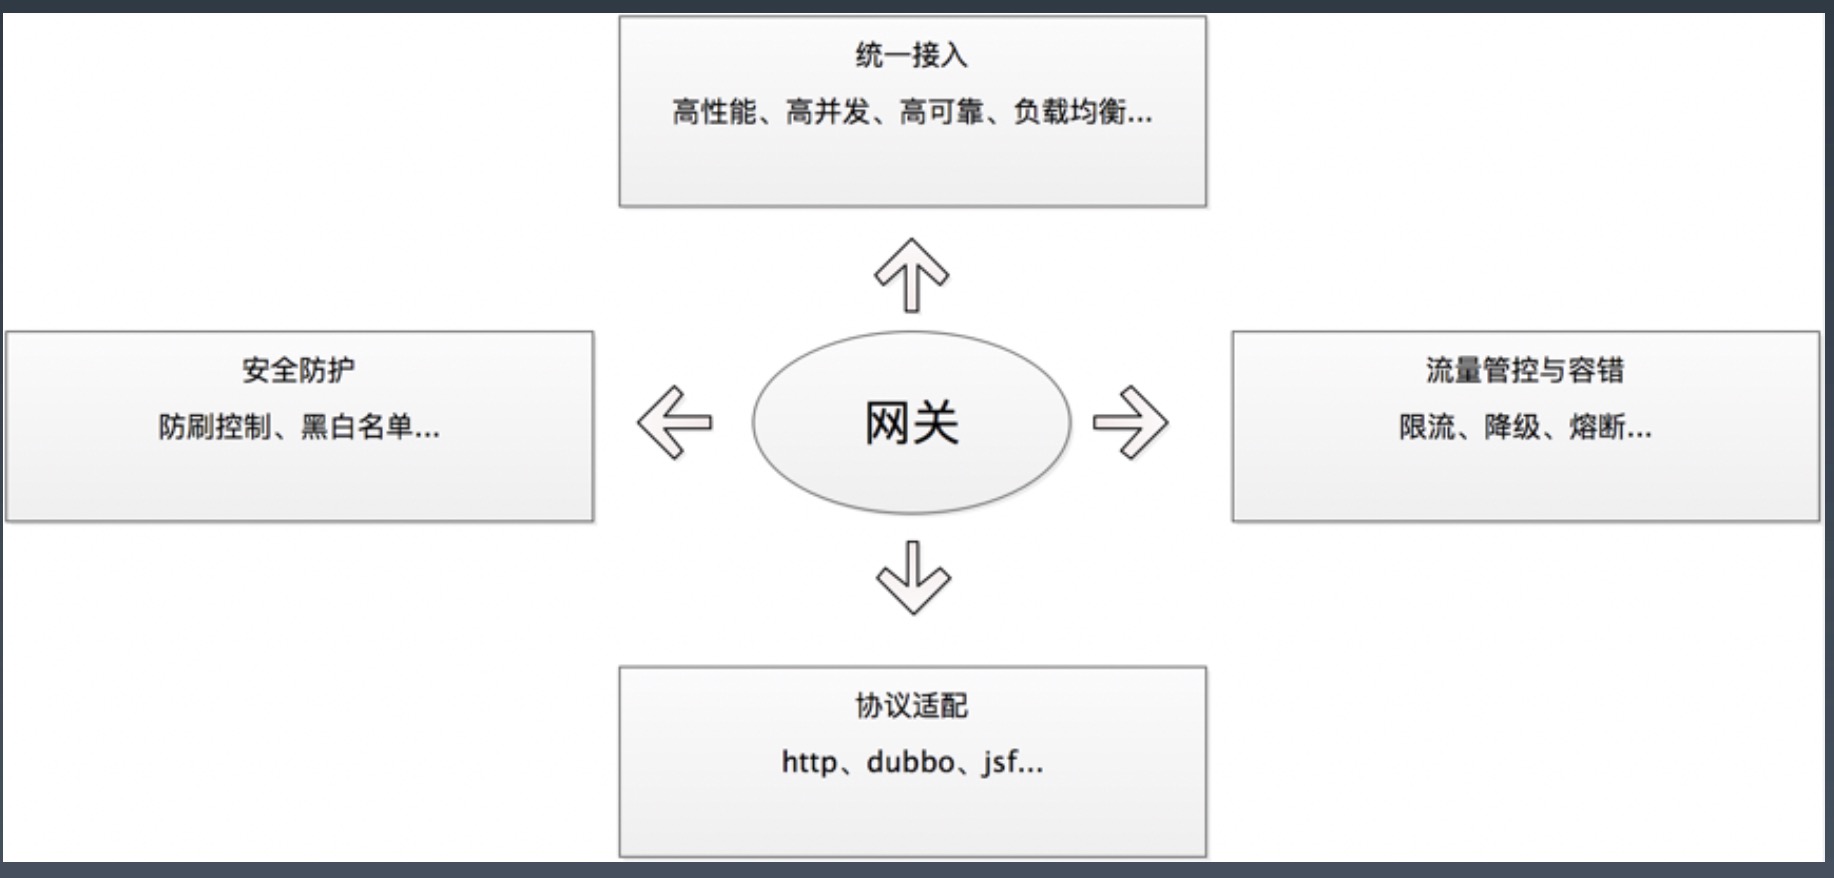 统一接入
高性能、高并发、高可靠、负载均衡...
安全防护
防刷控制、黑白名单...
网关
流量管控与容错
限流、降级、熔断...
协议适配
http、dubbo、jsf...